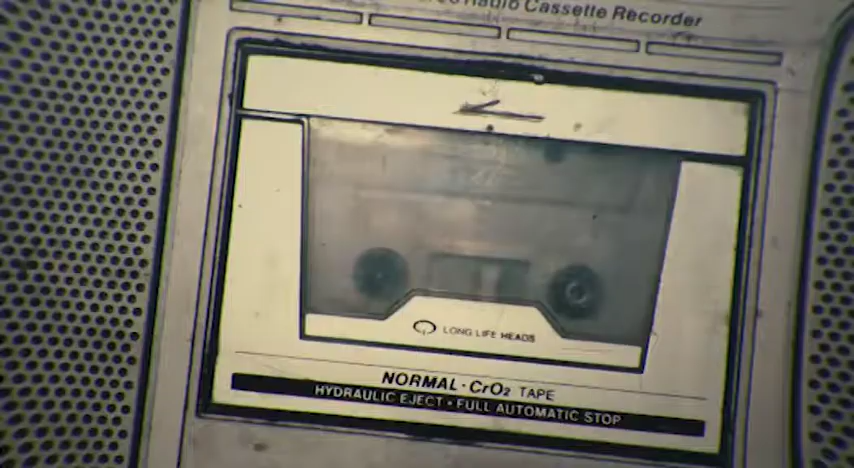 Radio Cassette Recorder
LONG LIFE HEADS
NORMAL·CrO₂ TAPE
HYDRAULIC EJECT • FULL AUTOMATIC STOP